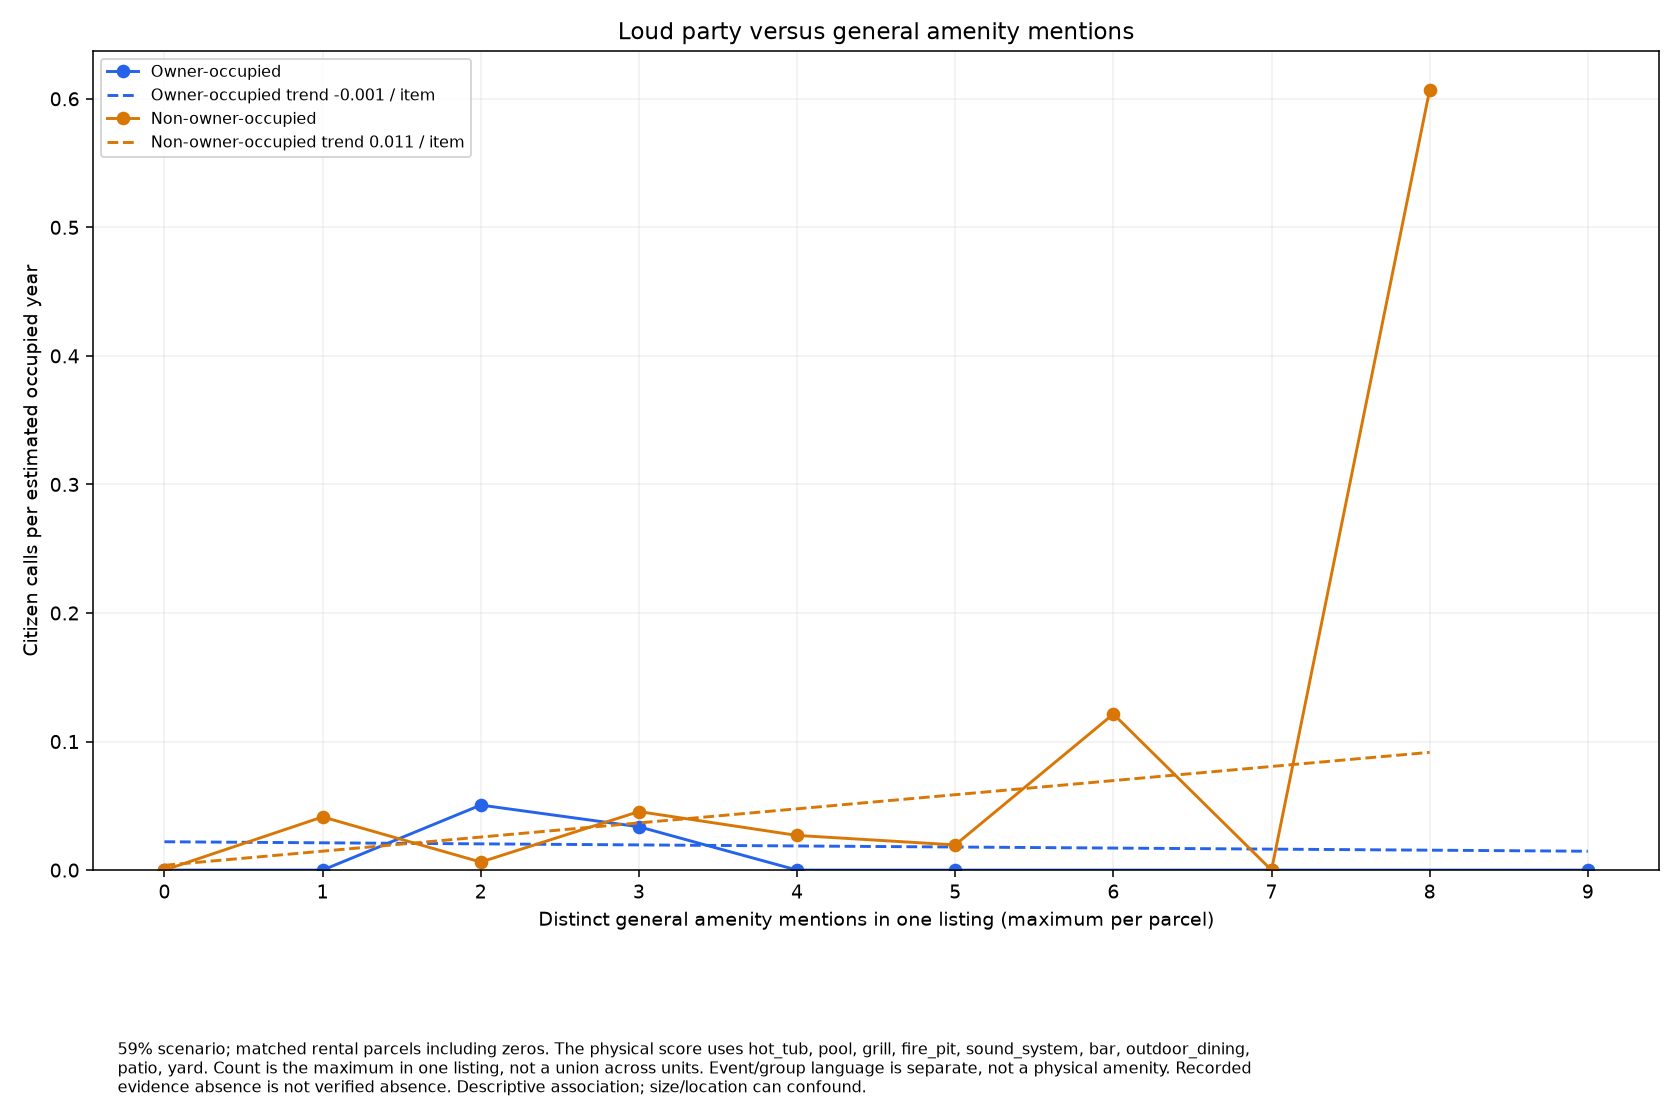 Loud party versus general amenity mentions
Owner-occupied
Owner-occupied trend -0.001 / item
Non-owner-occupied
Non-owner-occupied trend 0.011 / item
Citizen calls per estimated occupied year
0.6
0.5
0.4
0.3
0.2
0.1
0.0
0 1 2 3 4 5 6 7 8 9
Distinct general amenity mentions in one listing (maximum per parcel)
59% scenario; matched rental parcels including zeros. The physical score uses hot_tub, pool, grill, fire_pit, sound_system, bar, outdoor_dining,
patio, yard. Count is the maximum in one listing, not a union across units. Event/group language is separate, not a physical amenity. Recorded
evidence absence is not verified absence. Descriptive association; size/location can confound.